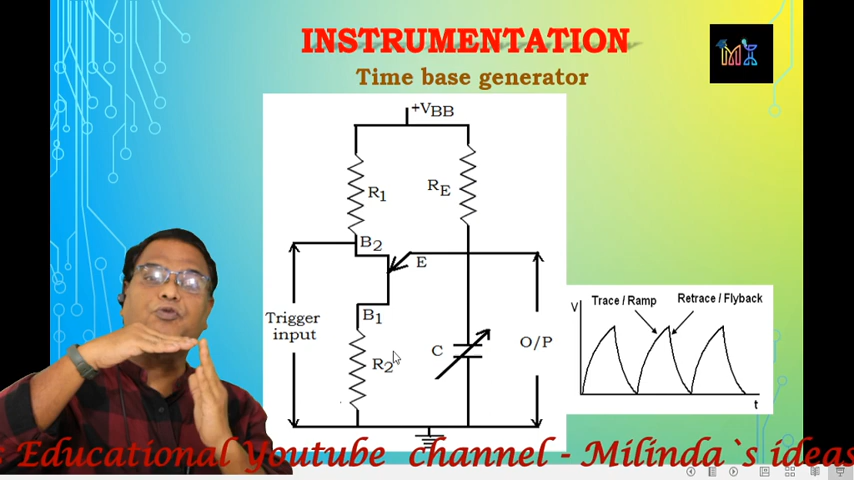 INSTRUMENTATION
Time base generator
MI
+VBB
R1
RE
B2
E
Trigger
input
B1
R2
C
O/P
V
Trace / Ramp
Retrace / Flyback
t
s Educational Youtube channel - Milinda`s ideas